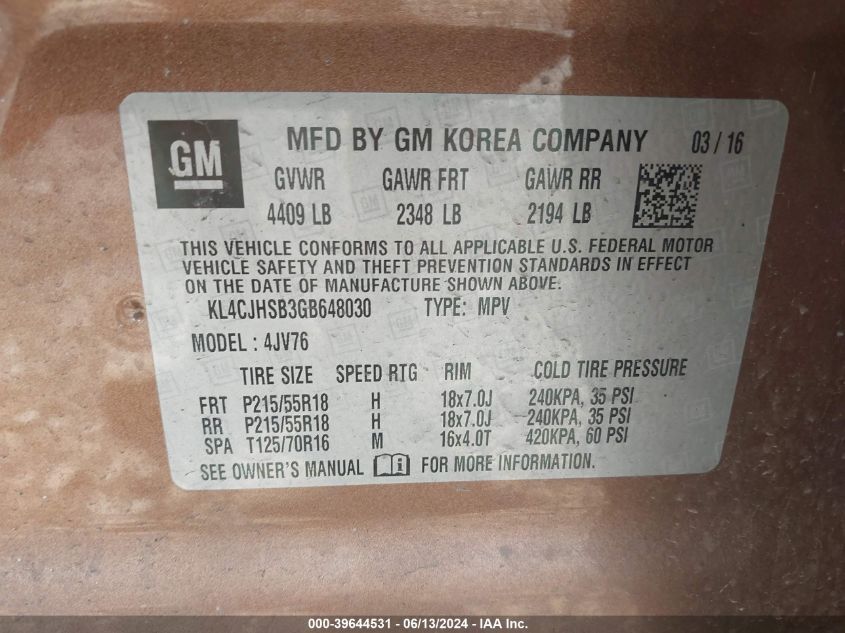 GM
MFD BY GM KOREA COMPANY 03 / 16
GVWR GAWR FRT GAWR RR
4409 LB 2348 LB 2194 LB
THIS VEHICLE CONFORMS TO ALL APPLICABLE U.S. FEDERAL MOTOR
VEHICLE SAFETY AND THEFT PREVENTION STANDARDS IN EFFECT
ON THE DATE OF MANUFACTURE SHOWN ABOVE.
KL4CJHSB3GB648030 TYPE: MPV
MODEL : 4JV76
TIRE SIZE SPEED RTG RIM COLD TIRE PRESSURE
FRT P215/55R18 H 18x7.0J 240KPA, 35 PSI
RR P215/55R18 H 18x7.0J 240KPA, 35 PSI
SPA T125/70R16 M 16x4.0T 420KPA, 60 PSI
SEE OWNER'S MANUAL FOR MORE INFORMATION.
000-39644531 - 06/13/2024 - IAA Inc.